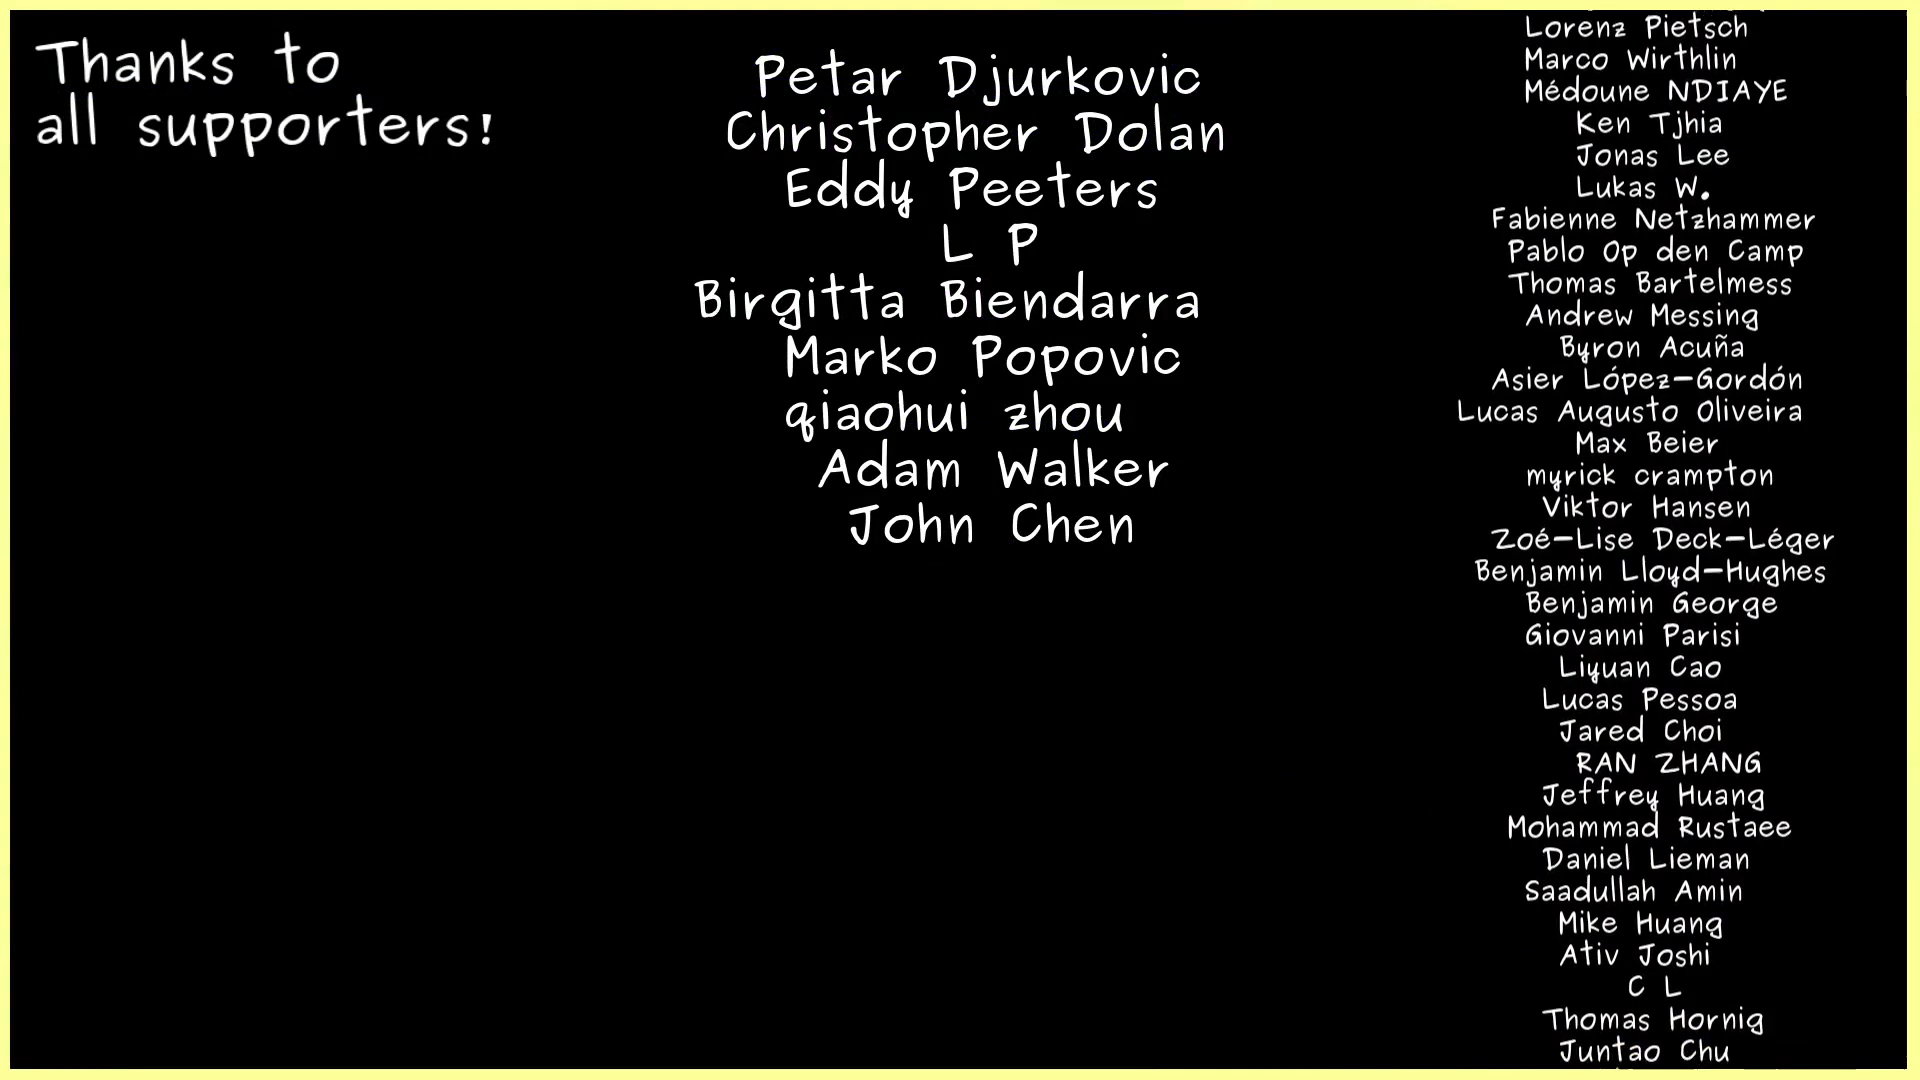 Thanks to
all supporters!
Petar Djurkovic
Christopher Dolan
Eddy Peeters
L P
Birgitta Biendarra
Marko Popovic
qiaohui zhou
Adam Walker
John Chen
Lorenz Pietsch
Marco Wirthlin
Médoune NDIAYE
Ken Tjhia
Jonas Lee
Lukas W.
Fabienne Netzhammer
Pablo Op den Camp
Thomas Bartelmess
Andrew Messing
Byron Acuña
Asier López-Gordón
Lucas Augusto Oliveira
Max Beier
myrick crampton
Viktor Hansen
Zoé-Lise Deck-Léger
Benjamin Lloyd-Hughes
Benjamin George
Giovanni Parisi
Liyuan Cao
Lucas Pessoa
Jared Choi
RAN ZHANG
Jeffrey Huang
Mohammad Rustaee
Daniel Lieman
Saadullah Amin
Mike Huang
Ativ Joshi
C L
Thomas Hornig
Juntao Chu